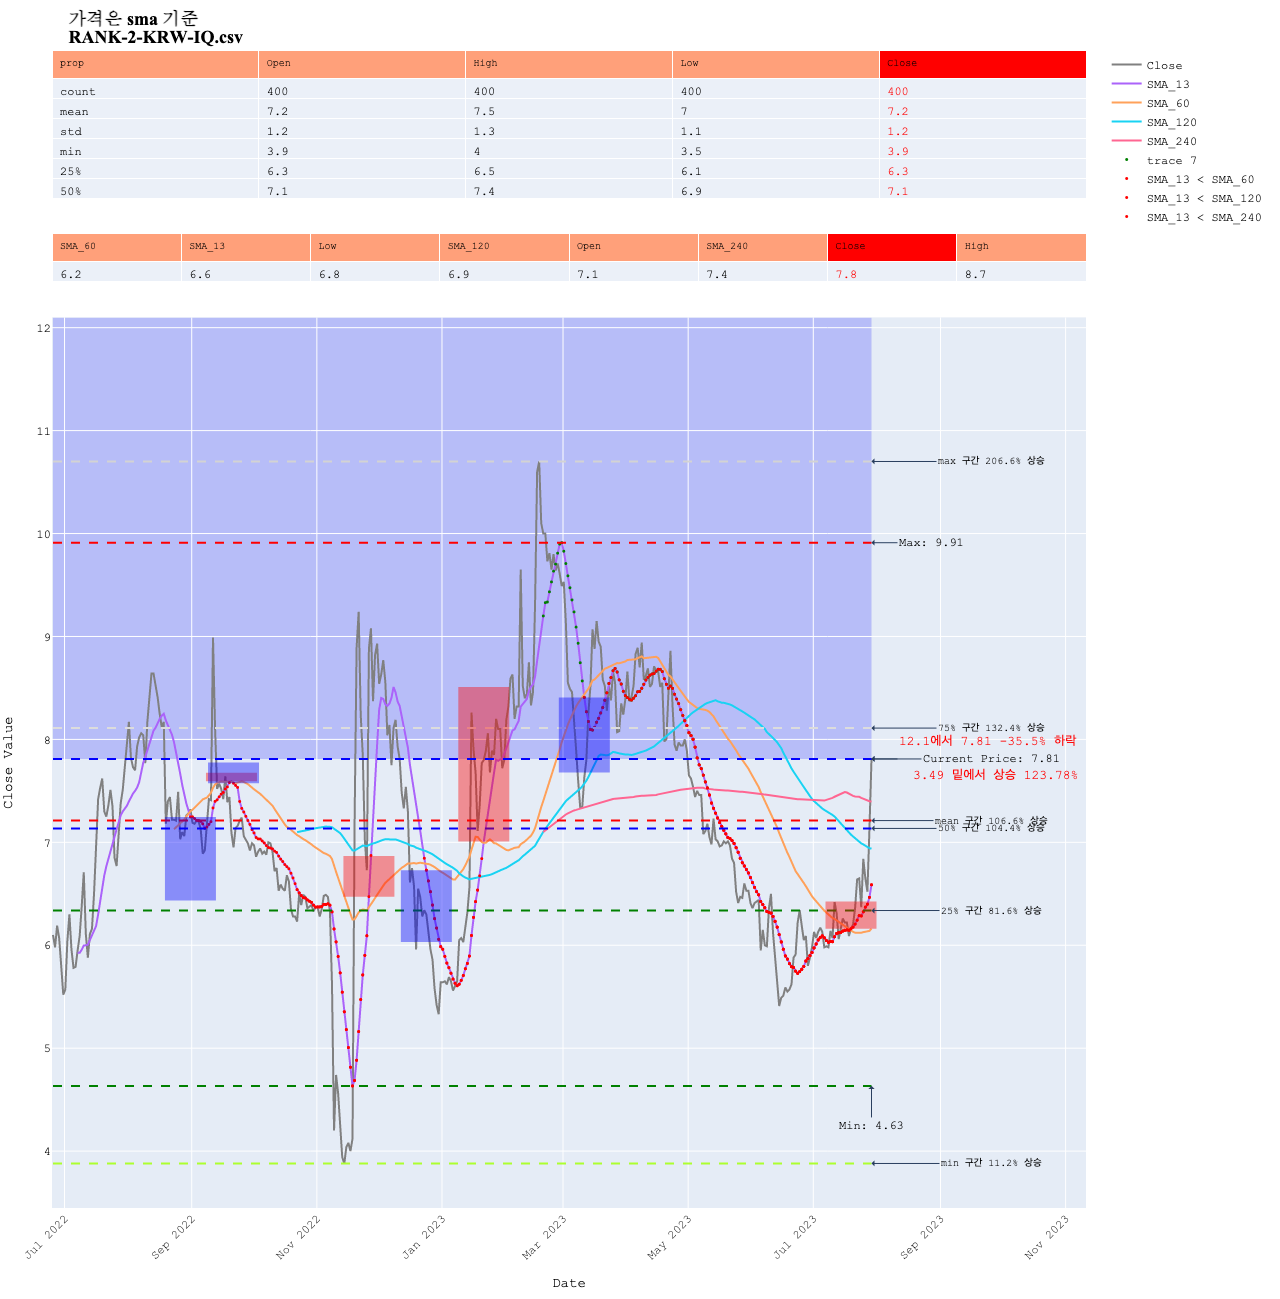 가격은 sma 기준
RANK-2-KRW-IQ.csv
prop Open High Low Close
count 400 400 400 400
mean 7.2 7.5 7 7.2
std 1.2 1.3 1.1 1.2
min 3.9 4 3.5 3.9
25% 6.3 6.5 6.1 6.3
50% 7.1 7.4 6.9 7.1
SMA_60 SMA_13 Low SMA_120 Open SMA_240 Close High
6.2 6.6 6.8 6.9 7.1 7.4 7.8 8.7
Close
SMA_13
SMA_60
SMA_120
SMA_240
trace 7
SMA_13 < SMA_60
SMA_13 < SMA_120
SMA_13 < SMA_240
12
11
10
9
8
7
6
5
4
Close Value
max 구간 206.6% 상승
Max: 9.91
75% 구간 132.4% 상승
12.1에서 7.81 -35.5% 하락
Current Price: 7.81
3.49 밑에서 상승 123.78%
mean 구간 106.6% 상승
50% 구간 104.4% 상승
25% 구간 81.6% 상승
Min: 4.63
min 구간 11.2% 상승
Jul 2022
Sep 2022
Nov 2022
Jan 2023
Mar 2023
May 2023
Jul 2023
Sep 2023
Nov 2023
Date